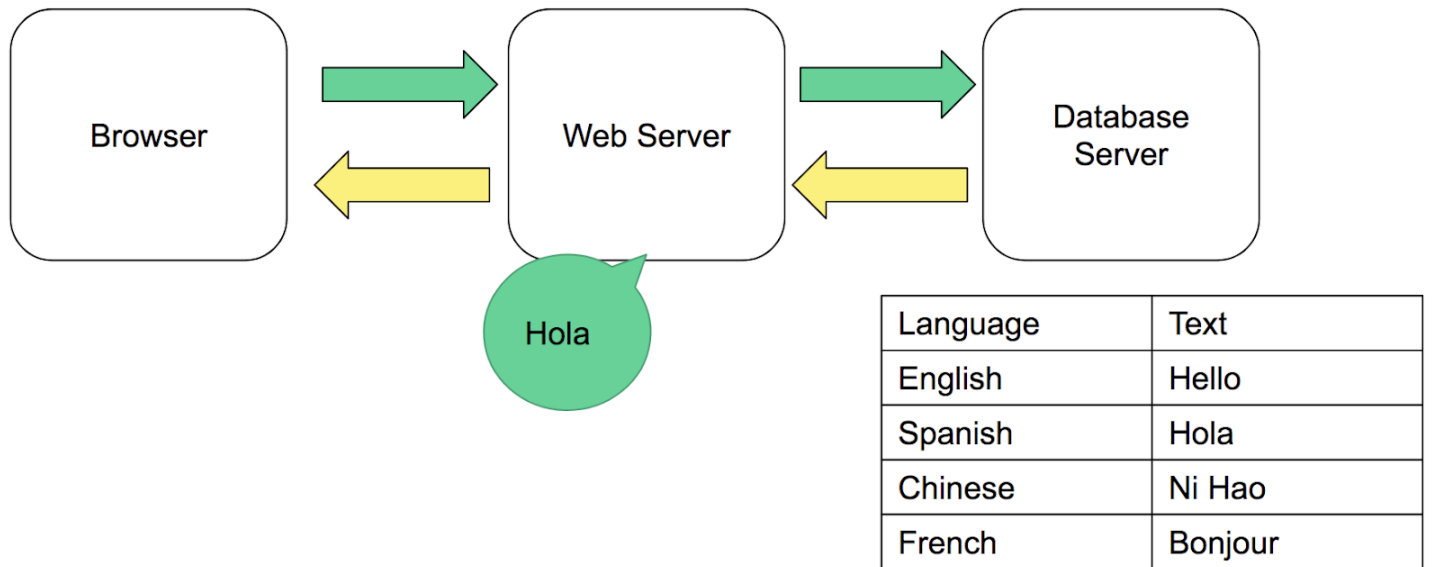 Browser
Web Server
Database
Server
Hola
Language Text
English Hello
Spanish Hola
Chinese Ni Hao
French Bonjour